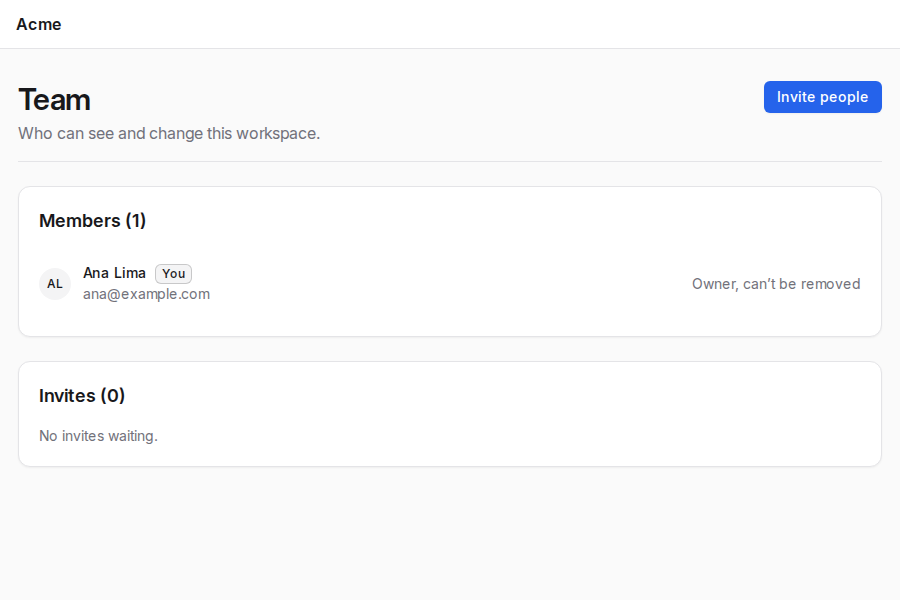 Acme
Team
Invite people
Who can see and change this workspace.
Members (1)
AL
Ana Lima You
ana@example.com
Owner, can’t be removed
Invites (0)
No invites waiting.